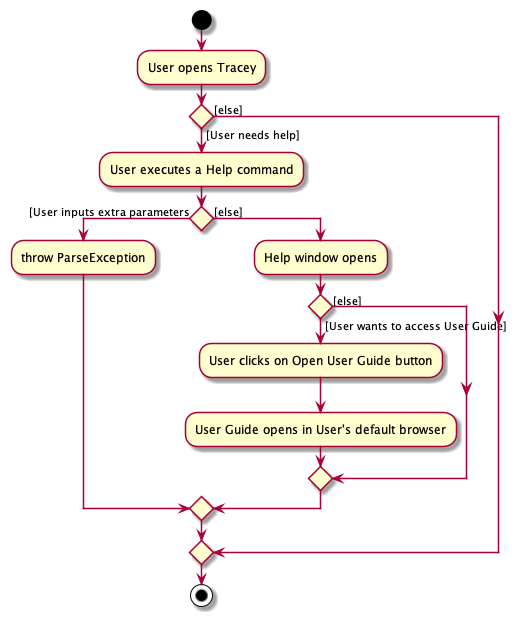 User opens Tracey
[else]
[User needs help]
User executes a Help command
[User inputs extra parameters
[else]
throw ParseException
Help window opens
[else]
[User wants to access User Guide]
User clicks on Open User Guide button
User Guide opens in User's default browser